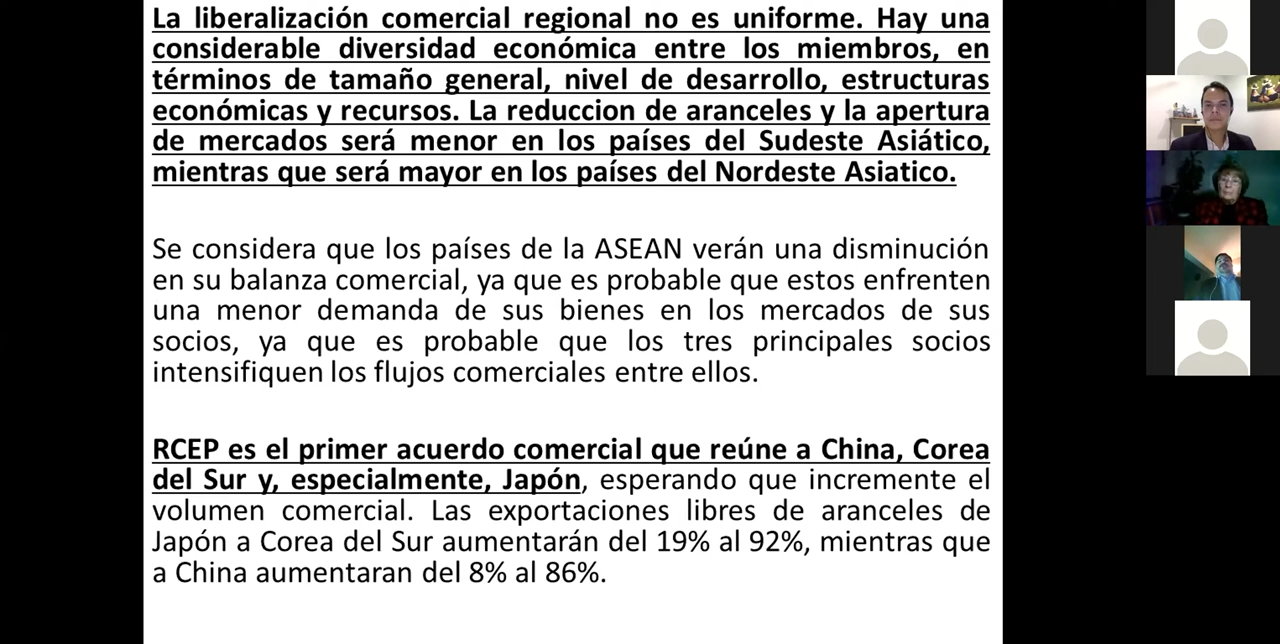 La liberalización comercial regional no es uniforme. Hay una
considerable diversidad económica entre los miembros, en
términos de tamaño general, nivel de desarrollo, estructuras
económicas y recursos. La reduccion de aranceles y la apertura
de mercados será menor en los países del Sudeste Asiático,
mientras que será mayor en los países del Nordeste Asiatico.
Se considera que los países de la ASEAN verán una disminución
en su balanza comercial, ya que es probable que estos enfrenten
una menor demanda de sus bienes en los mercados de sus
socios, ya que es probable que los tres principales socios
intensifiquen los flujos comerciales entre ellos.
RCEP es el primer acuerdo comercial que reúne a China, Corea
del Sur y, especialmente, Japón, esperando que incremente el
volumen comercial. Las exportaciones libres de aranceles de
Japón a Corea del Sur aumentarán del 19% al 92%, mientras que
a China aumentaran del 8% al 86%.